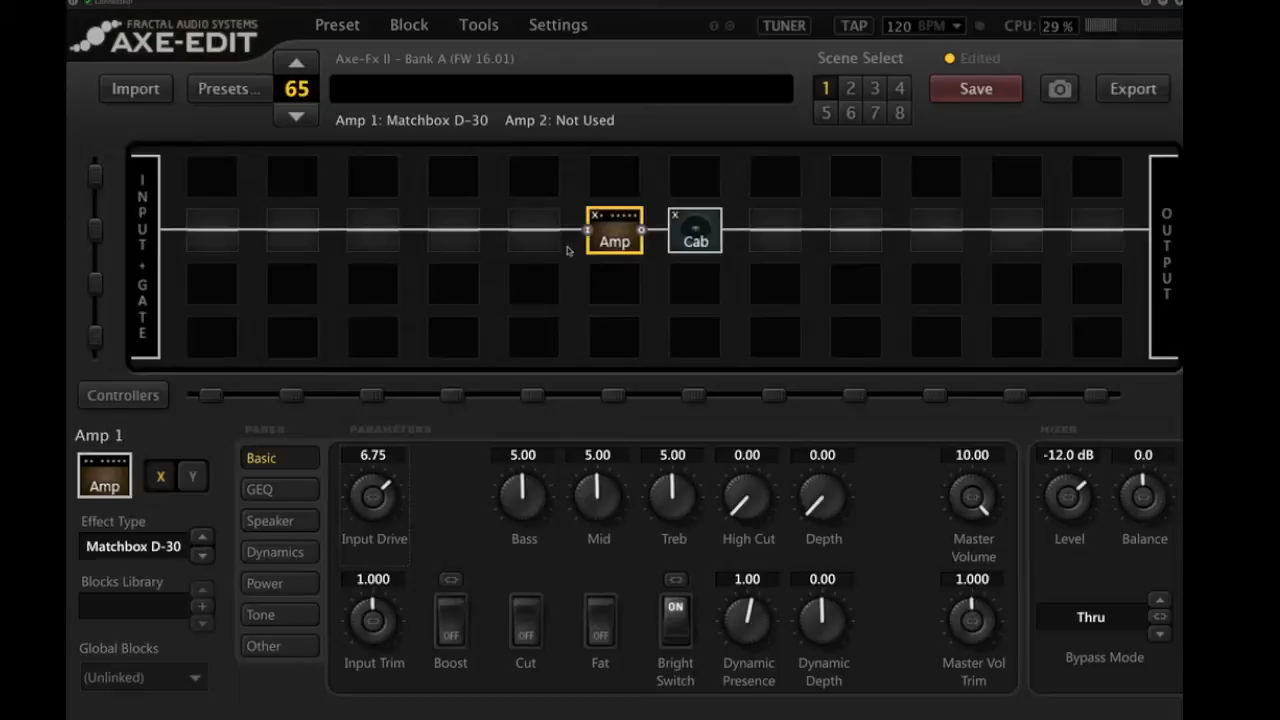 Connected
FRACTAL AUDIO SYSTEMS
AXE-EDIT
Preset Block Tools Settings
TUNER TAP 120 BPM CPU: 29 %
Axe-Fx II - Bank A (FW 16.01)
Scene Select Edited
Import Presets... 65
1 2 3 4
5 6 7 8
Save Export
Amp 1: Matchbox D-30 Amp 2: Not Used
INPUT + GATE
X Amp
X Cab
OUTPUT
Controllers
Amp 1
PAGES PARAMETERS MIXER
Amp X Y
Effect Type
Matchbox D-30
Blocks Library
Global Blocks
(Unlinked)
Basic
GEQ
Speaker
Dynamics
Power
Tone
Other
6.75 5.00 5.00 5.00 0.00 0.00 10.00 -12.0 dB 0.0
Input Drive Bass Mid Treb High Cut Depth Master Volume Level Balance
1.000 1.00 0.00 1.000
OFF OFF OFF ON
Input Trim Boost Cut Fat Bright Switch Dynamic Presence Dynamic Depth Master Vol Trim
Thru
Bypass Mode